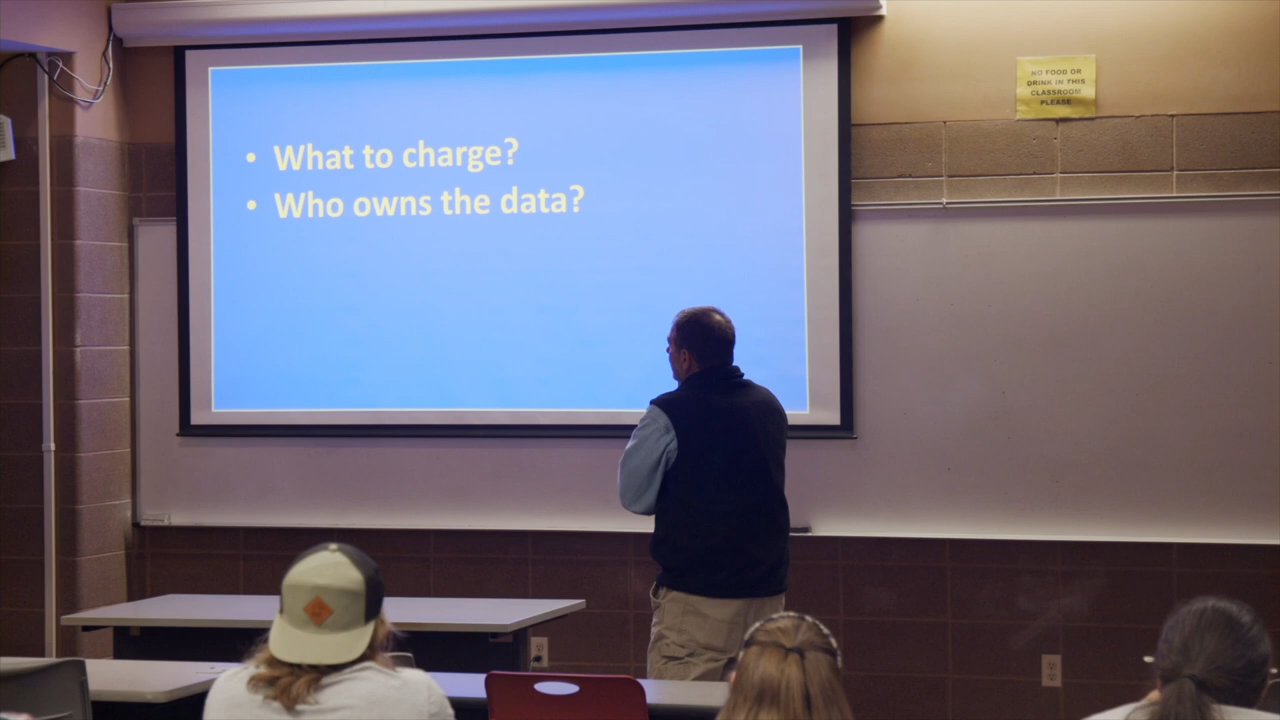 • What to charge?
• Who owns the data?
NO FOOD OR
DRINK IN THIS
CLASSROOM
PLEASE